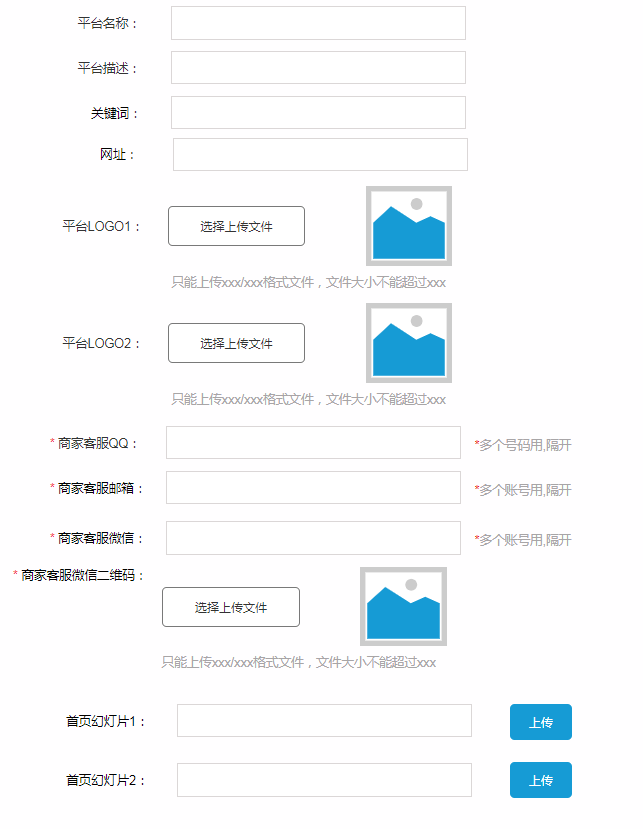 平台名称：
平台描述：
关键词：
网址：
平台LOGO1：
选择上传文件
只能上传xxx/xxx格式文件，文件大小不能超过xxx
平台LOGO2：
选择上传文件
只能上传xxx/xxx格式文件，文件大小不能超过xxx
* 商家客服QQ： *多个号码用,隔开
* 商家客服邮箱： *多个账号用,隔开
* 商家客服微信： *多个账号用,隔开
* 商家客服微信二维码：
选择上传文件
只能上传xxx/xxx格式文件，文件大小不能超过xxx
首页幻灯片1： 上传
首页幻灯片2： 上传